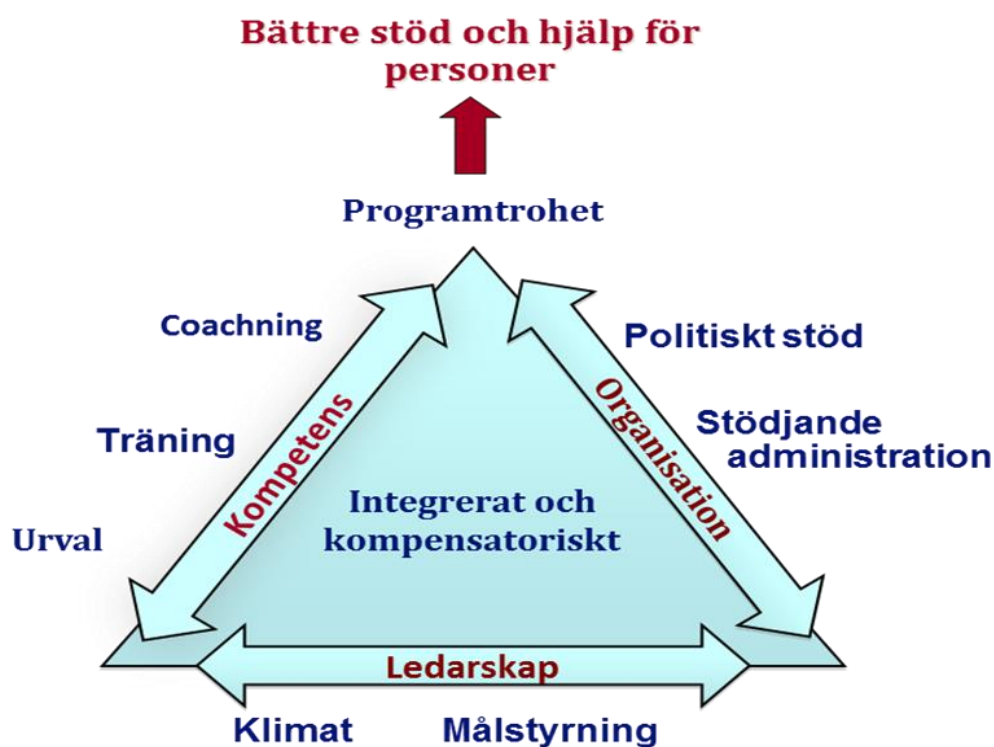 Bättre stöd och hjälp för
personer
Programtrohet
Coachning
Politiskt stöd
Träning
Kompetens
Organisation
Stödjande
administration
Urval
Integrerat och
kompensatoriskt
Ledarskap
Klimat
Målstyrning